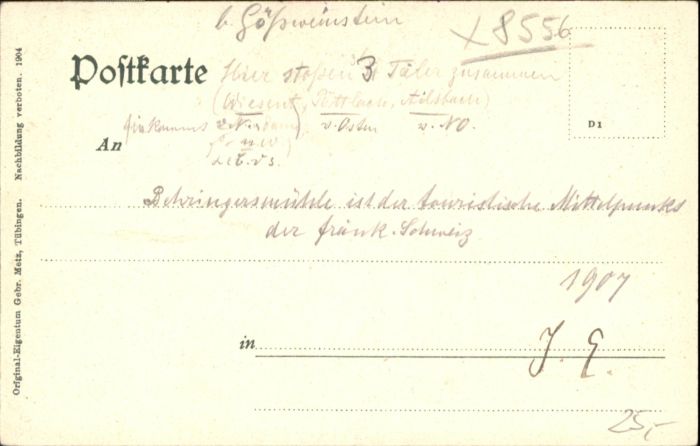 b. Gößweinstein
x 8556
Postkarte
Hier stoßen 3 Täler zusammen
(Wiesent, Püttlach, Ailsbach)
v. Osten v. NO.
D1
An
Behringersmühle ist der touristische Mittelpunkt
der fränk. Schweiz
1907
in
J. E.
25,-
Original-Eigentum Gebr. Metz, Tübingen. Nachbildung verboten. 1904